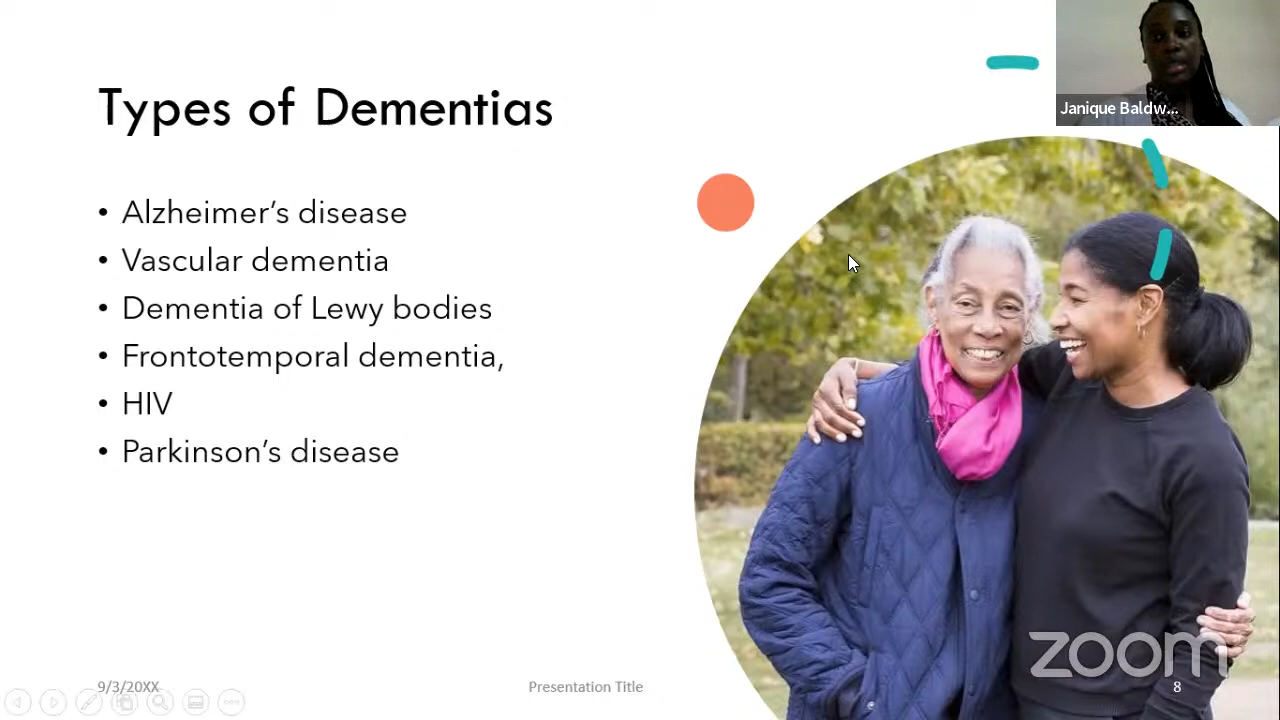 Types of Dementias
Janique Baldw...
• Alzheimer's disease
• Vascular dementia
• Dementia of Lewy bodies
• Frontotemporal dementia,
• HIV
• Parkinson's disease
zoom
9/3/20XX
Presentation Title
8